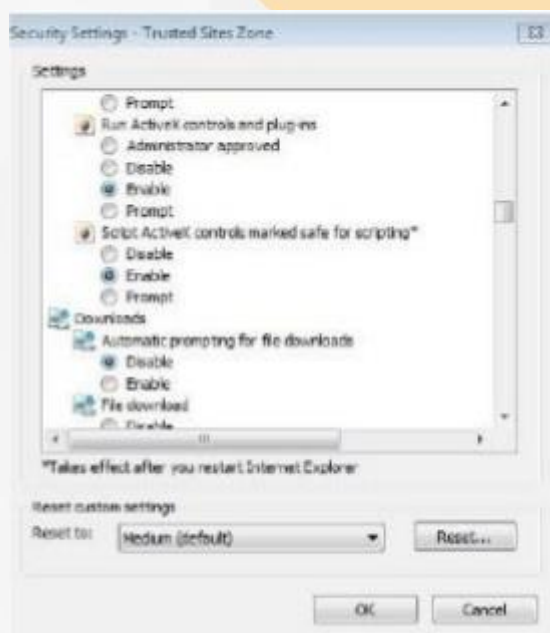 Security Settings - Trusted Sites Zone
Settings
Prompt
Run ActiveX controls and plug-ins
Administrator approved
Disable
Enable
Prompt
Script ActiveX controls marked safe for scripting*
Disable
Enable
Prompt
Downloads
Automatic prompting for file downloads
Disable
Enable
File download
Disable
*Takes effect after you restart Internet Explorer
Reset custom settings
Reset to: Medium (default) Reset...
OK Cancel